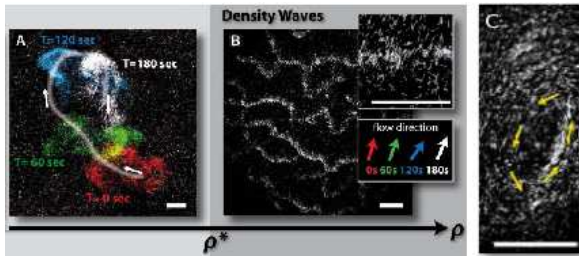 Density Waves
A
T=120 sec
T=180 sec
T= 60 sec
T= 0 sec
B
flow direction
0s 60s 120s 180s
C
ρ*
ρ